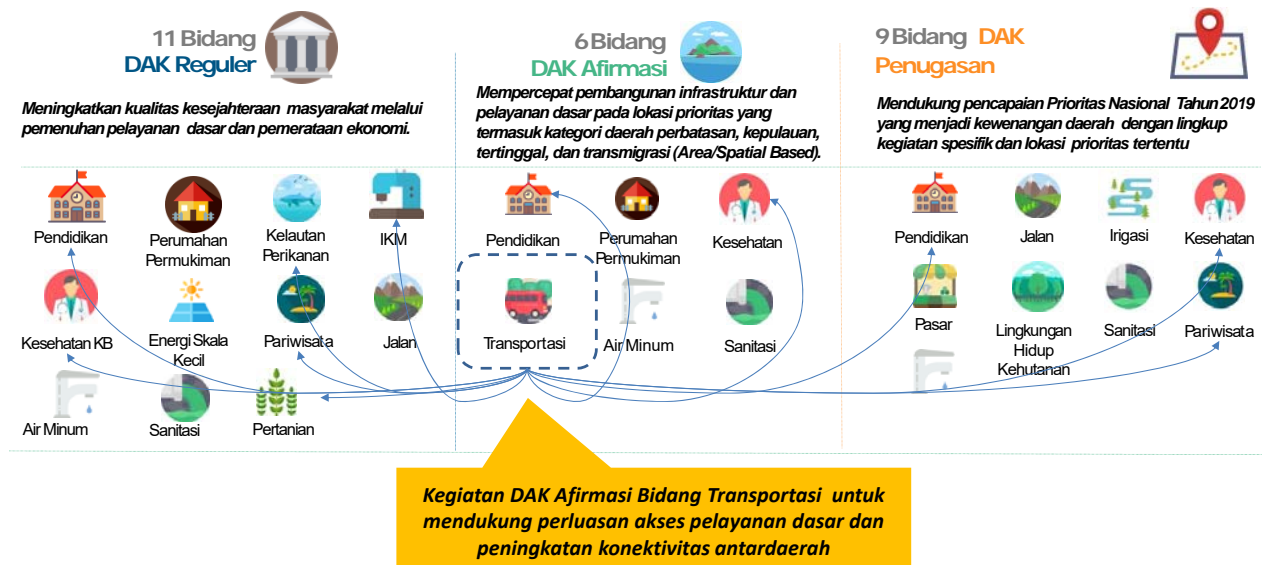 11 Bidang
DAK Reguler
Meningkatkan kualitas kesejahteraan masyarakat melalui
pemenuhan pelayanan dasar dan pemerataan ekonomi.
6 Bidang
DAK Afirmasi
Mempercepat pembangunan infrastruktur dan
pelayanan dasar pada lokasi prioritas yang
termasuk kategori daerah perbatasan, kepulauan,
tertinggal, dan transmigrasi (Area/Spatial Based).
9 Bidang DAK
Penugasan
Mendukung pencapaian Prioritas Nasional Tahun 2019
yang menjadi kewenangan daerah dengan lingkup
kegiatan spesifik dan lokasi prioritas tertentu
Pendidikan
Perumahan
Permukiman
Kelautan
Perikanan
IKM
Kesehatan KB
Energi Skala
Kecil
Pariwisata
Jalan
Air Minum
Sanitasi
Pertanian
Pendidikan
Perumahan
Permukiman
Kesehatan
Transportasi
Air Minum
Sanitasi
Pendidikan
Jalan
Irigasi
Kesehatan
Pasar
Lingkungan
Hidup
Kehutanan
Sanitasi
Pariwisata
Kegiatan DAK Afirmasi Bidang Transportasi untuk
mendukung perluasan akses pelayanan dasar dan
peningkatan konektivitas antardaerah